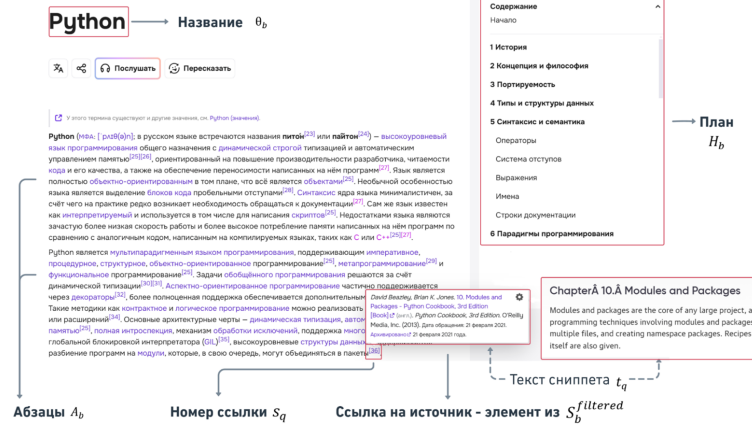 Python
Название θ_b
Послушать
Пересказать
У этого термина существуют и другие значения, см. Python (значения).
Python (МФА: [ˈpʌɪθ(ə)n]; в русском языке встречаются названия пито́н[23] или па́йтон[24]) — высокоуровневый
язык программирования общего назначения с динамической строгой типизацией и автоматическим
управлением памятью[25][26], ориентированный на повышение производительности разработчика, читаемости
кода и его качества, а также на обеспечение переносимости написанных на нём программ[27]. Язык является
полностью объектно-ориентированным в том плане, что всё является объектами[25]. Необычной особенностью
языка является выделение блоков кода пробельными отступами[28]. Синтаксис ядра языка минималистичен, за
счёт чего на практике редко возникает необходимость обращаться к документации[27]. Сам же язык известен
как интерпретируемый и используется в том числе для написания скриптов[25]. Недостатками языка являются
зачастую более низкая скорость работы и более высокое потребление памяти написанных на нём программ по
сравнению с аналогичным кодом, написанным на компилируемых языках, таких как C или C++[25][27].
Python является мультипарадигменным языком программирования, поддерживающим императивное,
процедурное, структурное, объектно-ориентированное программирование[25], метапрограммирование[29] и
функциональное программирование[25]. Задачи обобщённого программирования решаются за счёт
динамической типизации[30][31]. Аспектно-ориентированное программирование частично поддерживается
через декораторы[32], более полноценная поддержка обеспечивается дополнительным
Такие методики как контрактное и логическое программирование можно реализовать
или расширений[34]. Основные архитектурные черты — динамическая типизация, автом
памятью[25], полная интроспекция, механизм обработки исключений, поддержка много
глобальной блокировкой интерпретатора (GIL)[35], высокоуровневые структуры данных
разбиение программ на модули, которые, в свою очередь, могут объединяться в пакеты[36].
David Beazley, Brian K. Jones. 10. Modules and
Packages - Python Cookbook, 3rd Edition
[Book] (англ.). Python Cookbook, 3rd Edition. O'Reilly
Media, Inc. (2013). Дата обращения: 21 февраля 2021.
Архивировано 21 февраля 2021 года.
Содержание
Начало
1 История
2 Концепция и философия
3 Портируемость
4 Типы и структуры данных
5 Синтаксис и семантика
Операторы
Система отступов
Выражения
Имена
Строки документации
6 Парадигмы программирования
План
H_b
ChapterÂ 10.Â Modules and Packages
Modules and packages are the core of any large project, a
programming techniques involving modules and packages
multiple files, and creating namespace packages. Recipes
itself are also given.
Текст сниппета t_q
Абзацы A_b
Номер ссылки s_q
Ссылка на источник - элемент из S_b^{filtered}